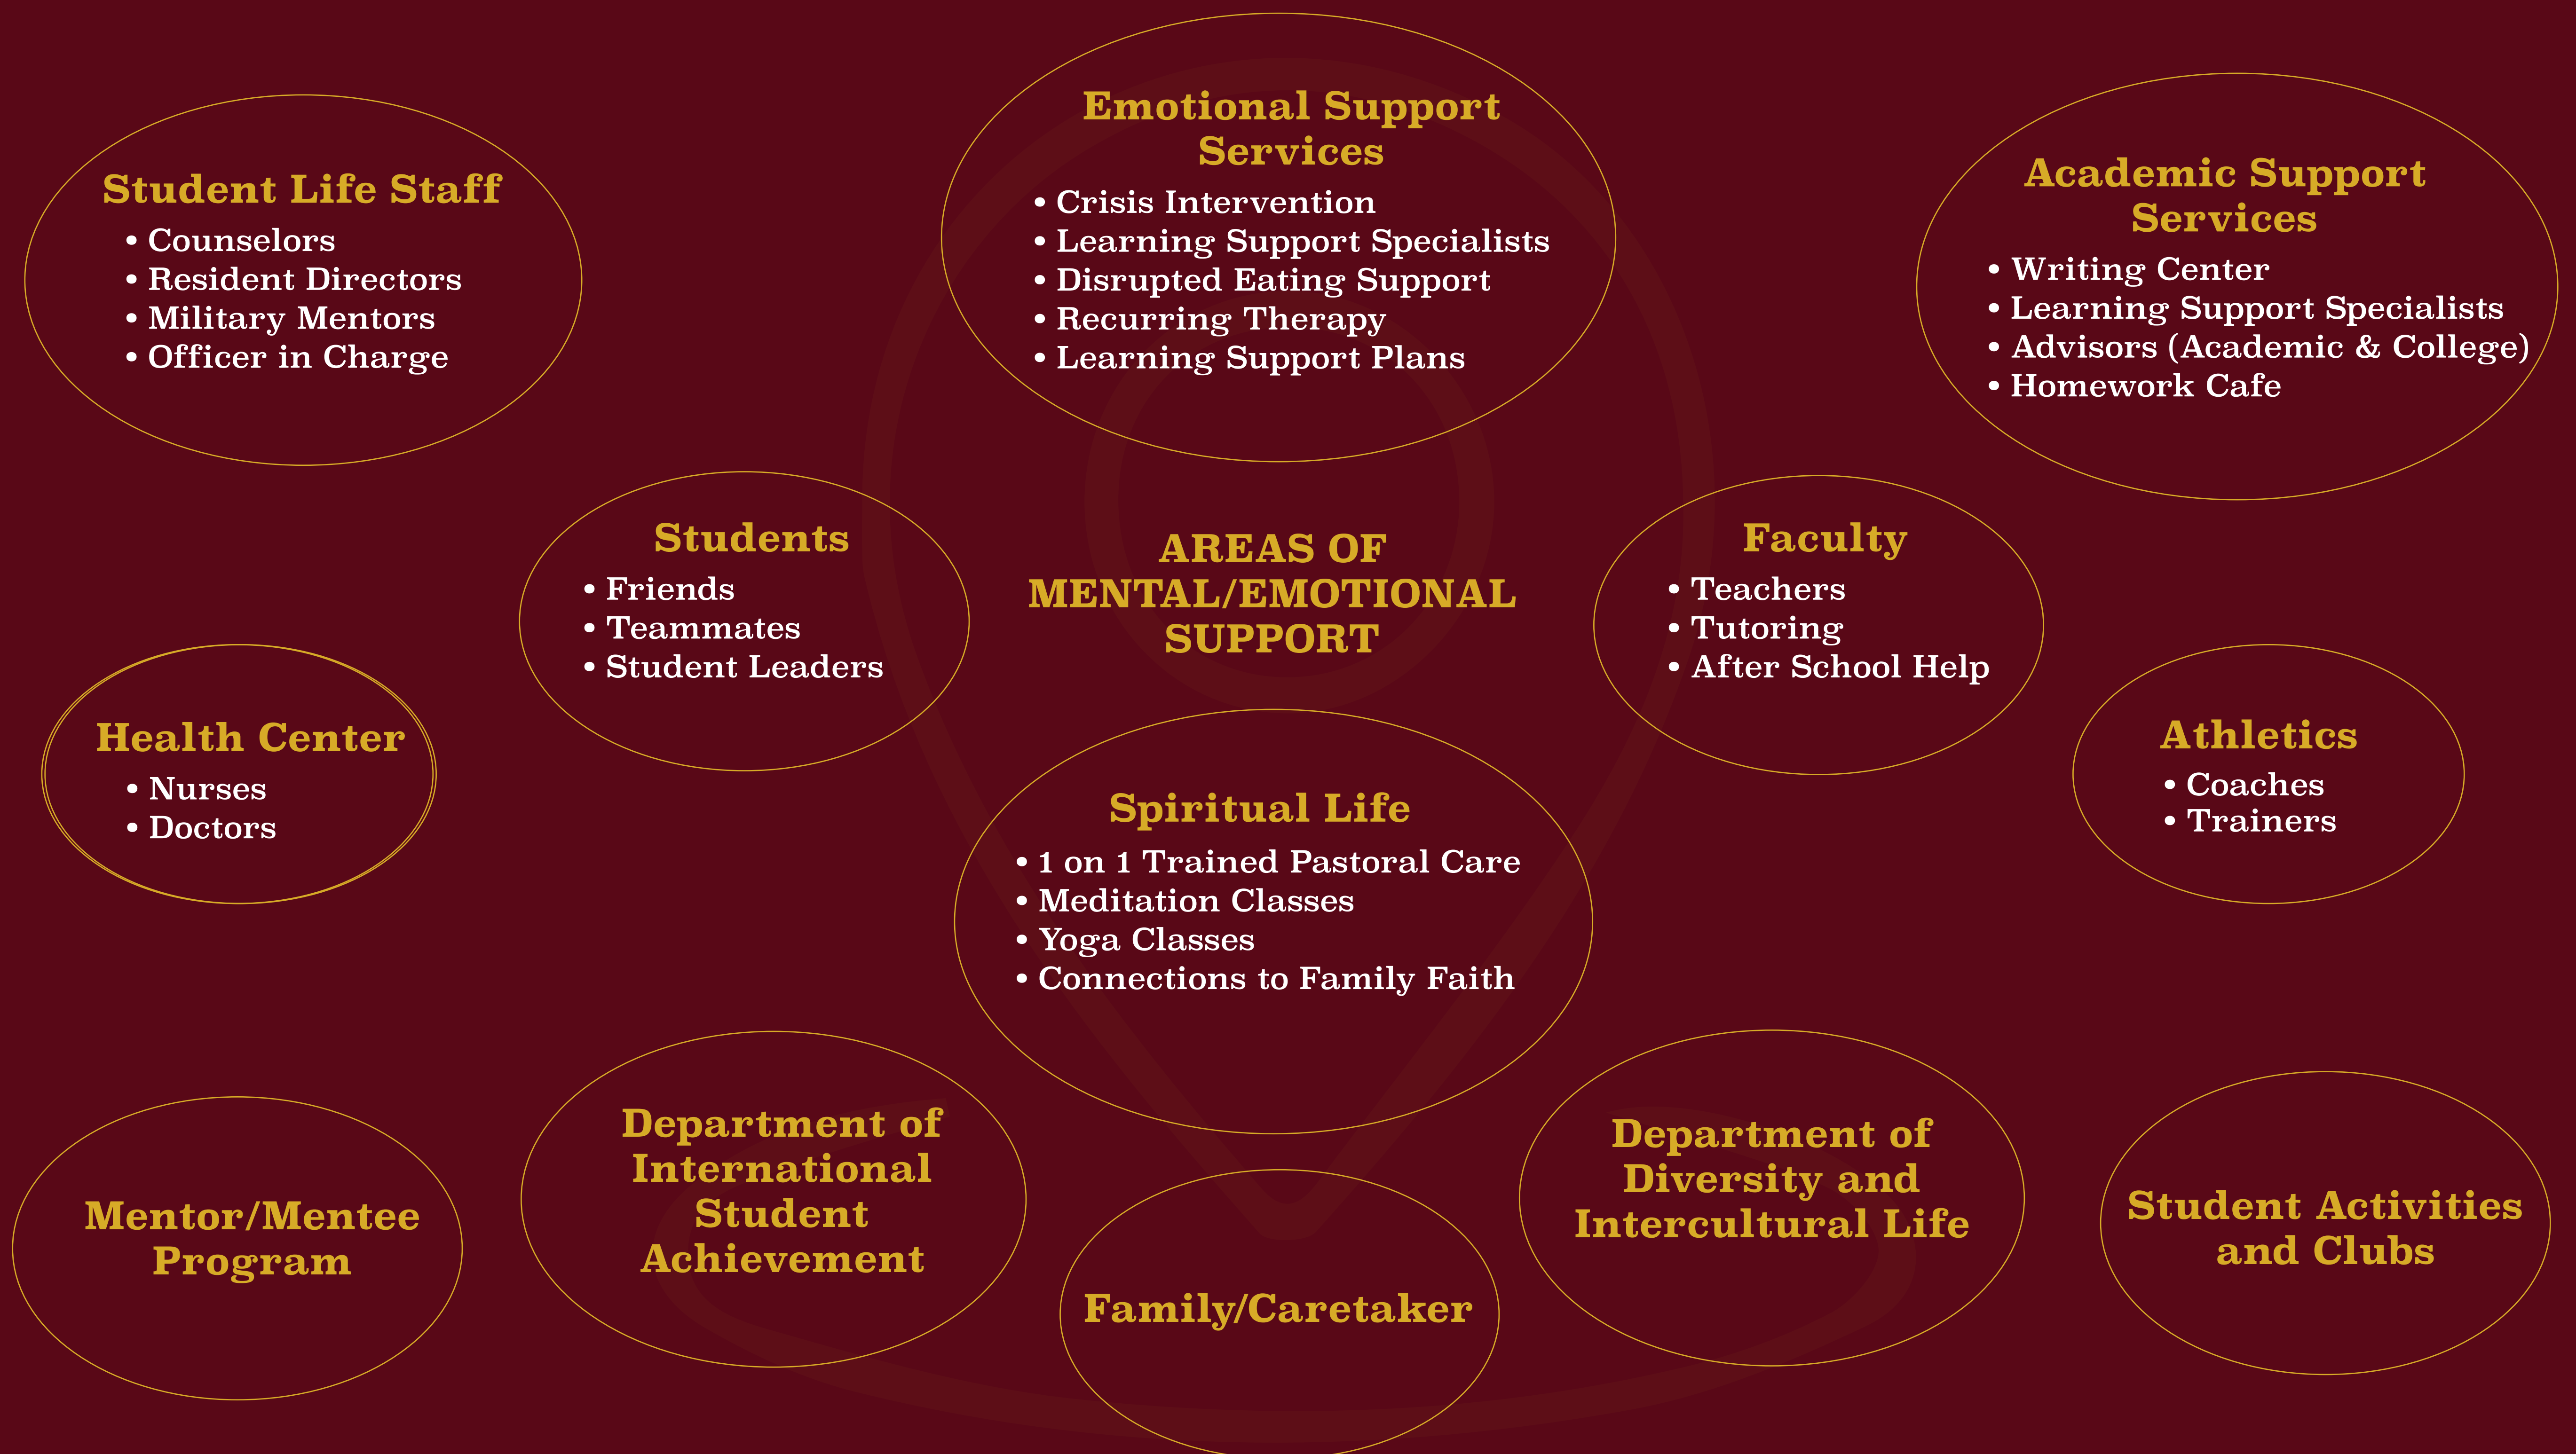 Student Life Staff
• Counselors
• Resident Directors
• Military Mentors
• Officer in Charge
Emotional Support
Services
• Crisis Intervention
• Learning Support Specialists
• Disrupted Eating Support
• Recurring Therapy
• Learning Support Plans
Academic Support
Services
• Writing Center
• Learning Support Specialists
• Advisors (Academic & College)
• Homework Cafe
Students
• Friends
• Teammates
• Student Leaders
AREAS OF
MENTAL/EMOTIONAL
SUPPORT
Faculty
• Teachers
• Tutoring
• After School Help
Health Center
• Nurses
• Doctors
Spiritual Life
• 1 on 1 Trained Pastoral Care
• Meditation Classes
• Yoga Classes
• Connections to Family Faith
Athletics
• Coaches
• Trainers
Mentor/Mentee
Program
Department of
International
Student
Achievement
Family/Caretaker
Department of
Diversity and
Intercultural Life
Student Activities
and Clubs